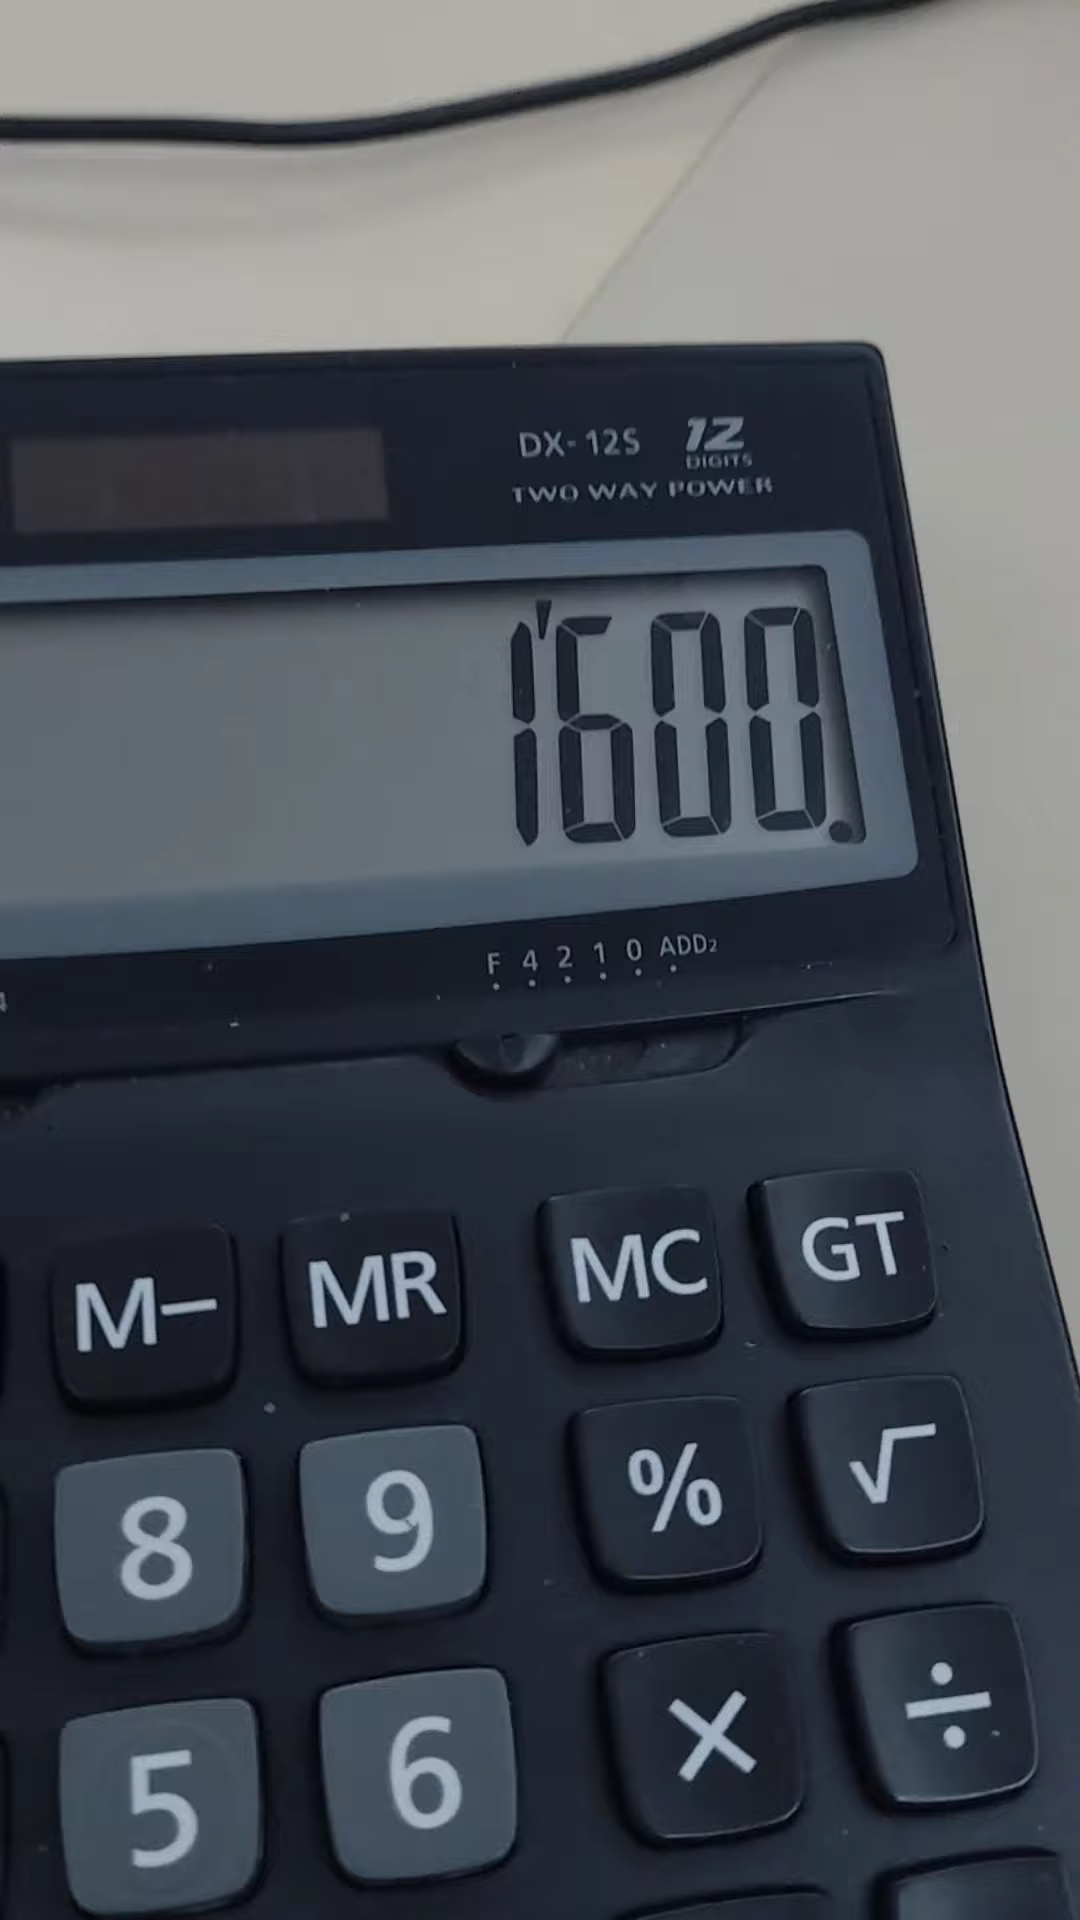 DX-12S 12
DIGITS
TWO WAY POWER
1'600.
F 4 2 1 0 ADD₂
4
M− MR MC GT
8 9 % √
5 6 × ÷